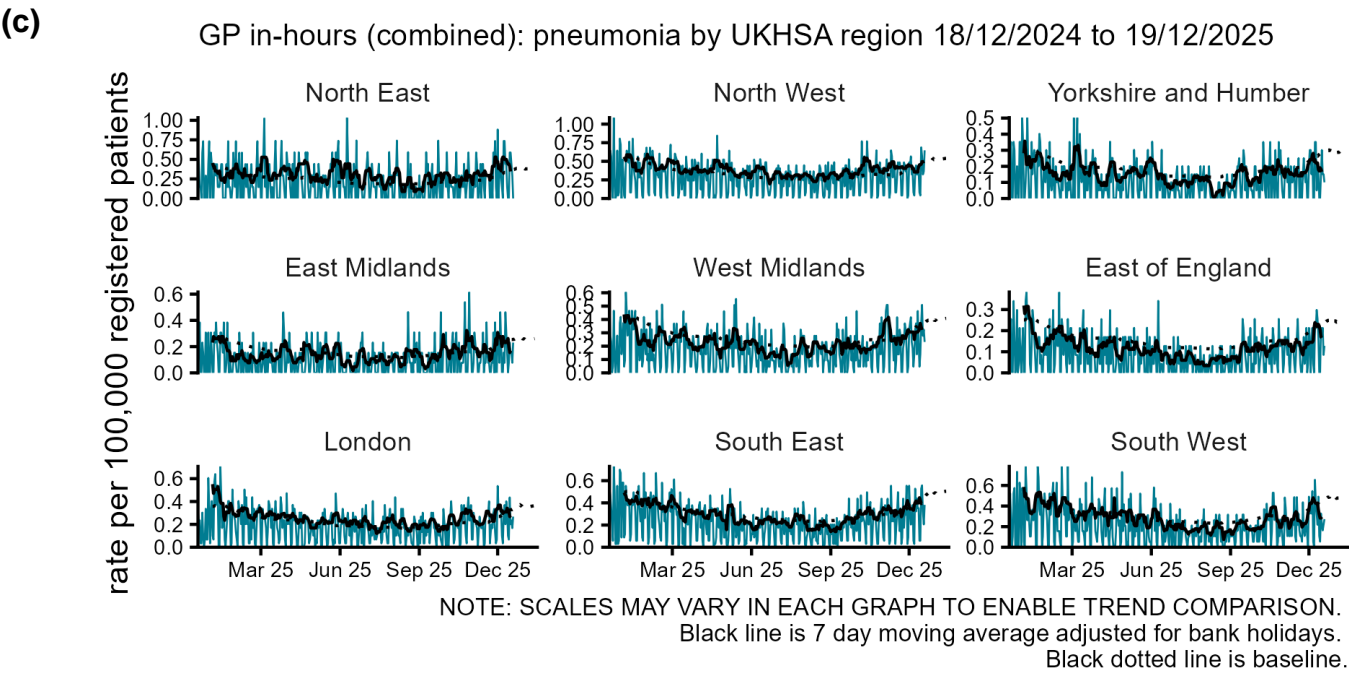 (c)
GP in-hours (combined): pneumonia by UKHSA region 18/12/2024 to 19/12/2025
rate per 100,000 registered patients
North East
1.00
0.75
0.50
0.25
0.00
North West
1.00
0.75
0.50
0.25
0.00
Yorkshire and Humber
0.5
0.4
0.3
0.2
0.1
0.0
East Midlands
0.6
0.4
0.2
0.0
West Midlands
0.6
0.5
0.4
0.3
0.2
0.1
0.0
East of England
0.3
0.2
0.1
0.0
London
0.6
0.4
0.2
0.0
Mar 25 Jun 25 Sep 25 Dec 25
South East
0.6
0.4
0.2
0.0
Mar 25 Jun 25 Sep 25 Dec 25
South West
0.6
0.4
0.2
0.0
Mar 25 Jun 25 Sep 25 Dec 25
NOTE: SCALES MAY VARY IN EACH GRAPH TO ENABLE TREND COMPARISON.
Black line is 7 day moving average adjusted for bank holidays.
Black dotted line is baseline.